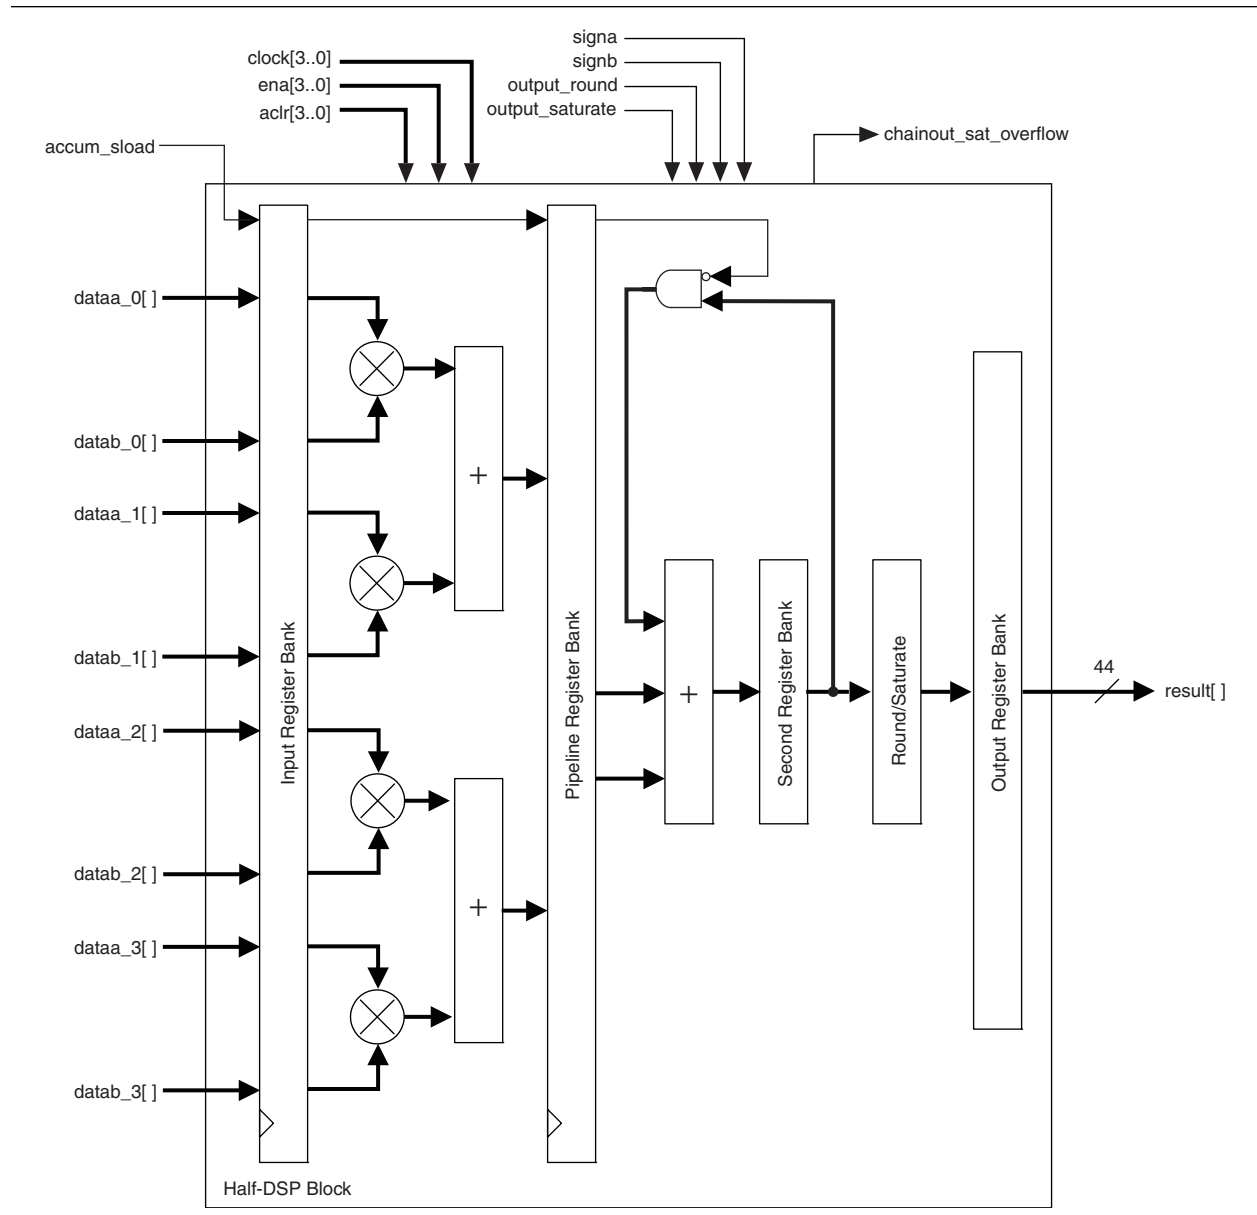 signa
signb
output_round
output_saturate
clock[3..0]
ena[3..0]
aclr[3..0]
chainout_sat_overflow
accum_sload
dataa_0[ ]
datab_0[ ]
dataa_1[ ]
datab_1[ ]
dataa_2[ ]
datab_2[ ]
dataa_3[ ]
datab_3[ ]
Input Register Bank
+
+
Pipeline Register Bank
+
Second Register Bank
Round/Saturate
Output Register Bank
44
result[ ]
Half-DSP Block